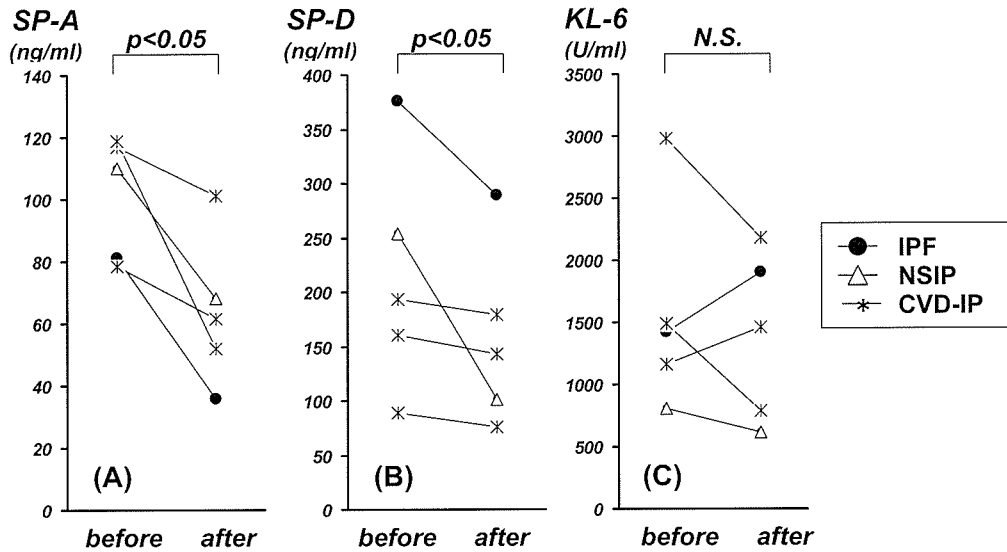 SP-A
(ng/ml)
p<0.05
140
120
100
80
60
40
20
0
(A)
before after
SP-D
(ng/ml)
p<0.05
400
350
300
250
200
150
100
50
0
(B)
before after
KL-6
(U/ml)
N.S.
3500
3000
2500
2000
1500
1000
500
0
(C)
before after
IPF
NSIP
CVD-IP